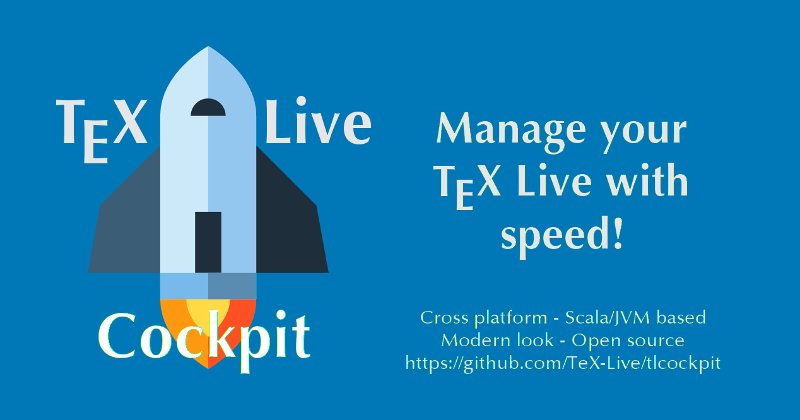 TEX Live
Cockpit
Manage your
TEX Live with
speed!
Cross platform - Scala/JVM based
Modern look - Open source
https://github.com/TeX-Live/tlcockpit